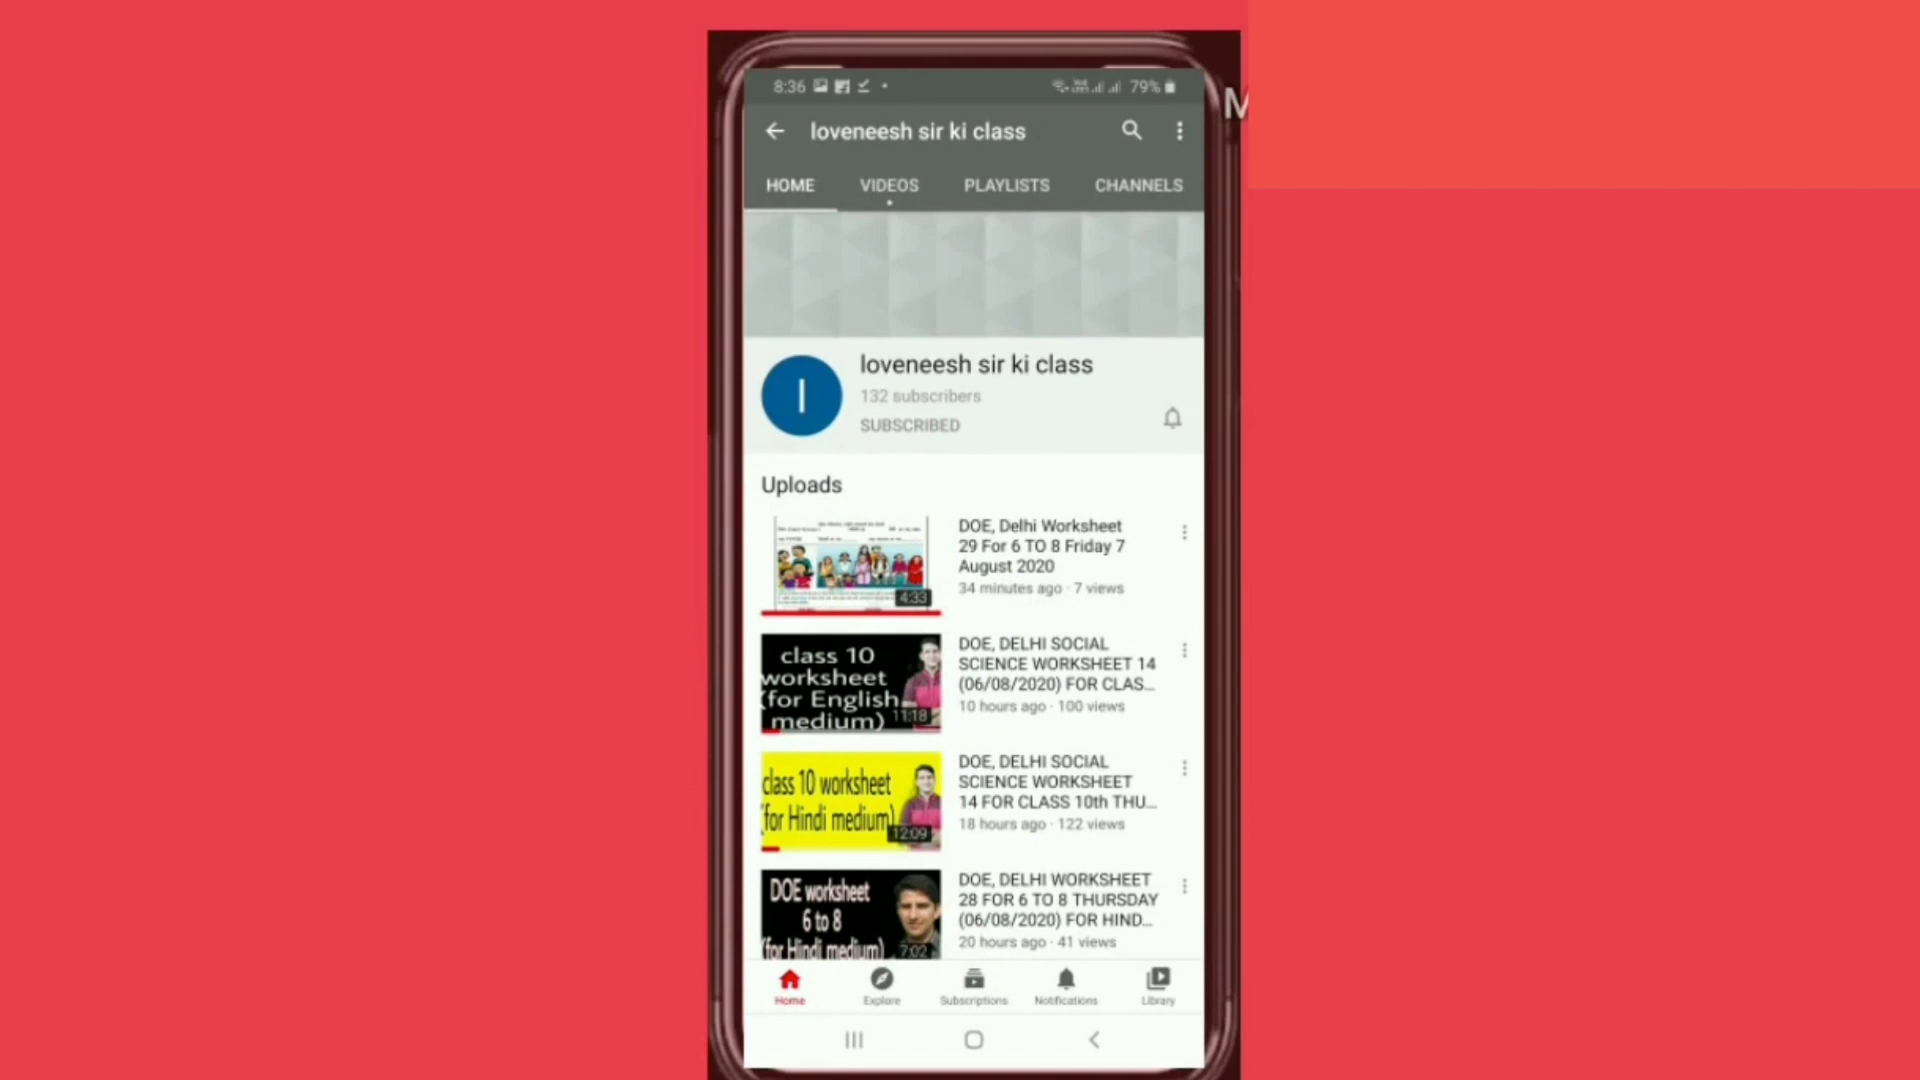 8:36
79%
M
loveneesh sir ki class
HOME VIDEOS PLAYLISTS CHANNELS
l
loveneesh sir ki class
132 subscribers
SUBSCRIBED
Uploads
4:33
DOE, Delhi Worksheet
29 For 6 TO 8 Friday 7
August 2020
34 minutes ago · 7 views
class 10
worksheet
(for English
medium)
11:18
DOE, DELHI SOCIAL
SCIENCE WORKSHEET 14
(06/08/2020) FOR CLAS...
10 hours ago · 100 views
class 10 worksheet
(for Hindi medium)
12:09
DOE, DELHI SOCIAL
SCIENCE WORKSHEET
14 FOR CLASS 10th THU...
18 hours ago · 122 views
DOE worksheet
6 to 8
(for Hindi medium)
7:02
DOE, DELHI WORKSHEET
28 FOR 6 TO 8 THURSDAY
(06/08/2020) FOR HIND...
20 hours ago · 41 views
Home Explore Subscriptions Notifications Library